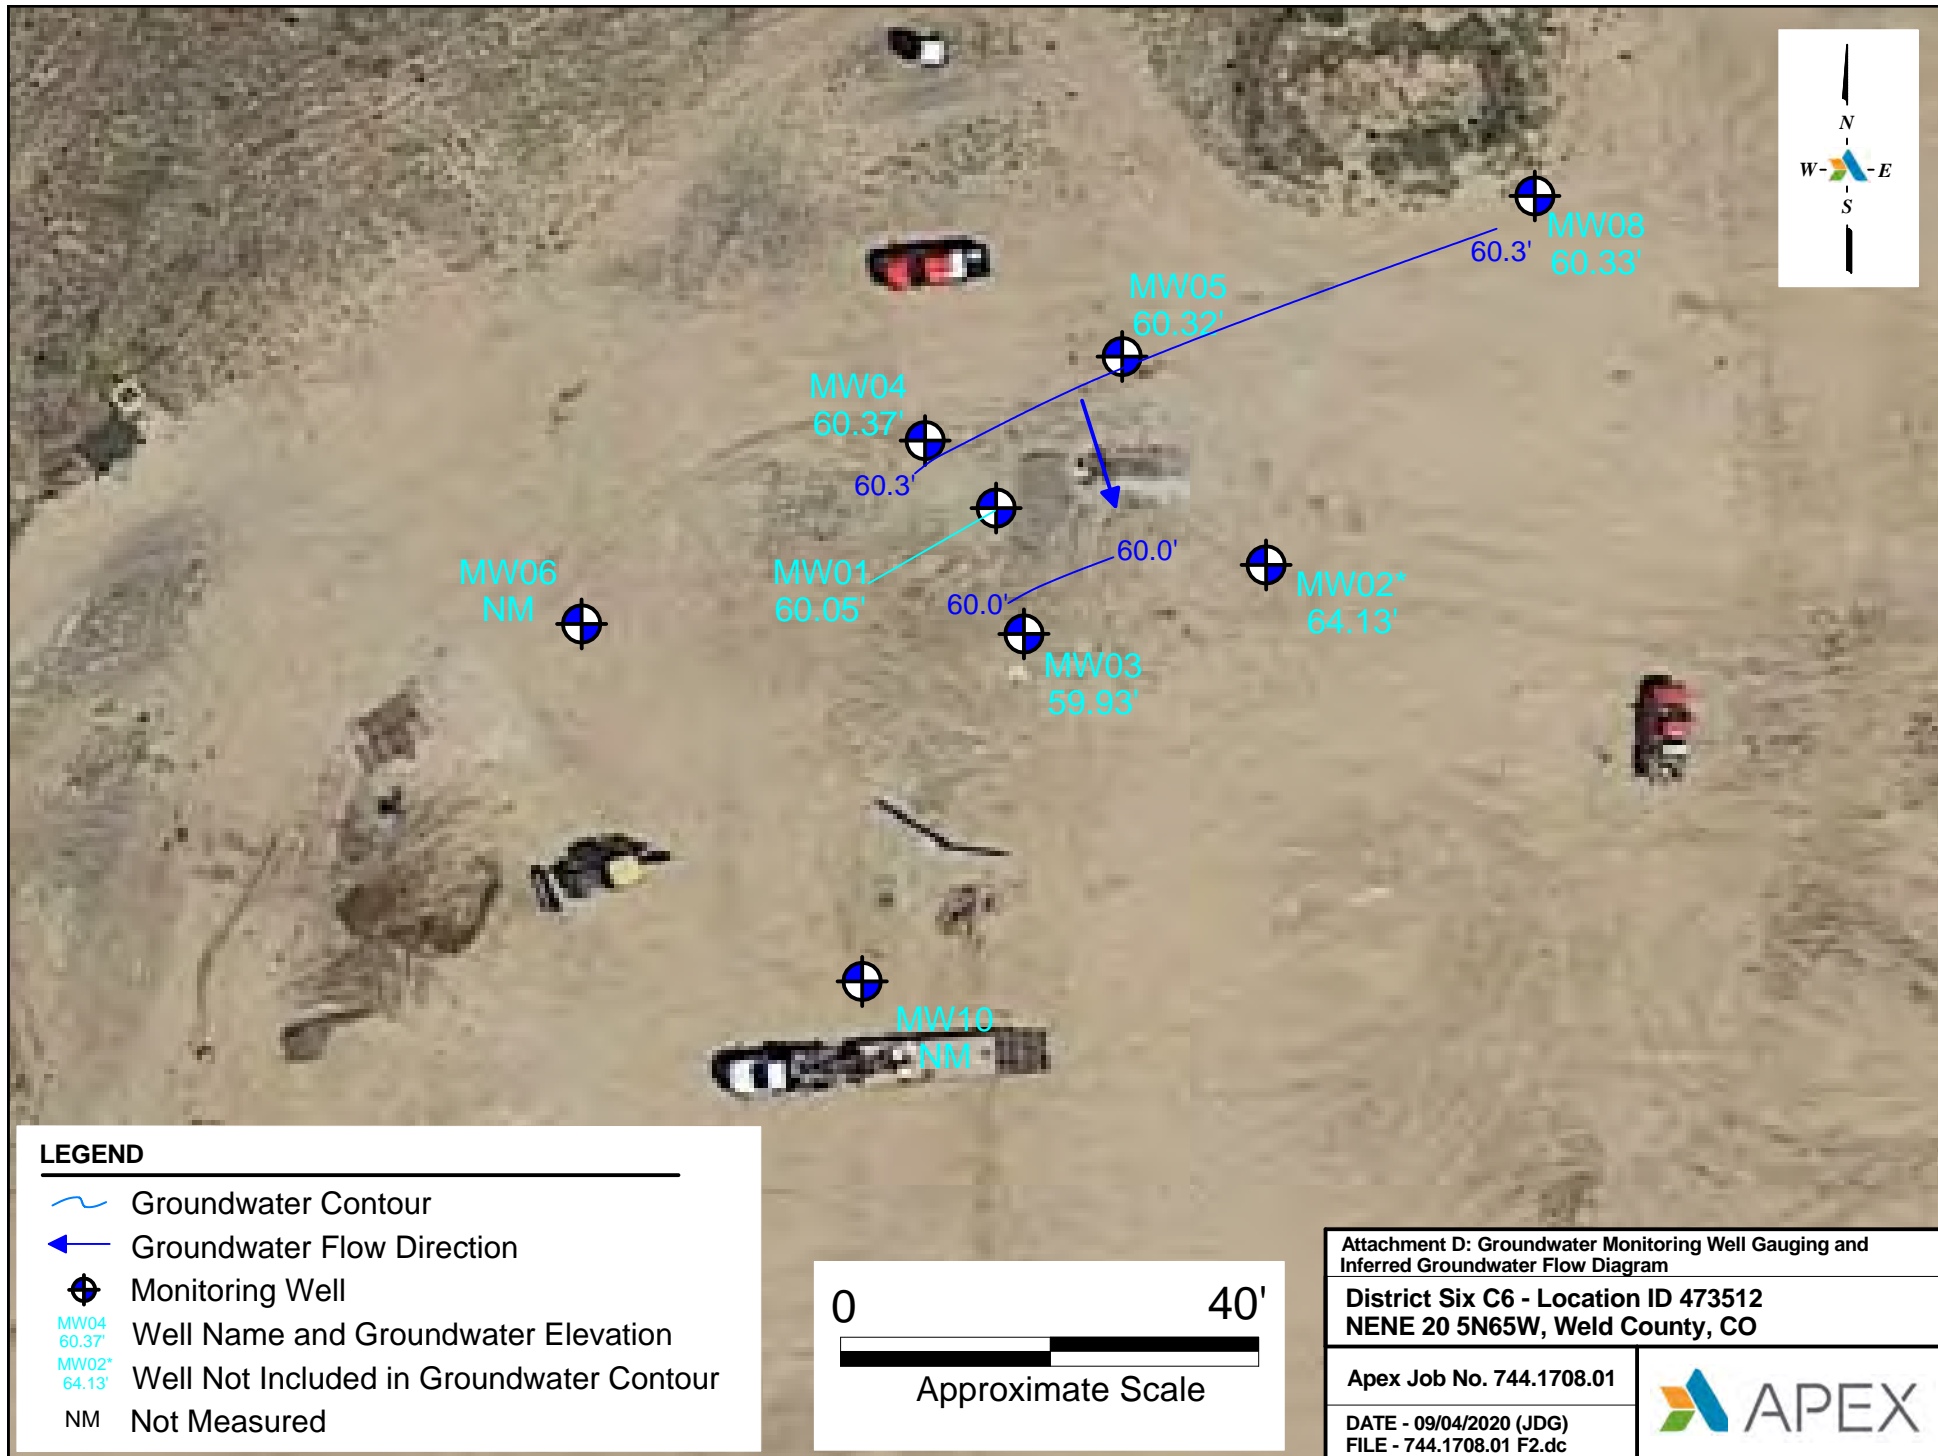 N
W- -E
S
MW08
60.33'
60.3'
MW05
60.32'
MW04
60.37'
60.3'
60.0'
MW06
NM
MW01
60.05'
60.0'
MW02*
64.13'
MW03
59.93'
MW10
NM
LEGEND
Groundwater Contour
Groundwater Flow Direction
Monitoring Well
MW04
60.37'
Well Name and Groundwater Elevation
MW02*
64.13'
Well Not Included in Groundwater Contour
NM Not Measured
0 40'
Approximate Scale
Attachment D: Groundwater Monitoring Well Gauging and
Inferred Groundwater Flow Diagram
District Six C6 - Location ID 473512
NENE 20 5N65W, Weld County, CO
Apex Job No. 744.1708.01
DATE - 09/04/2020 (JDG)
FILE - 744.1708.01 F2.dc
APEX